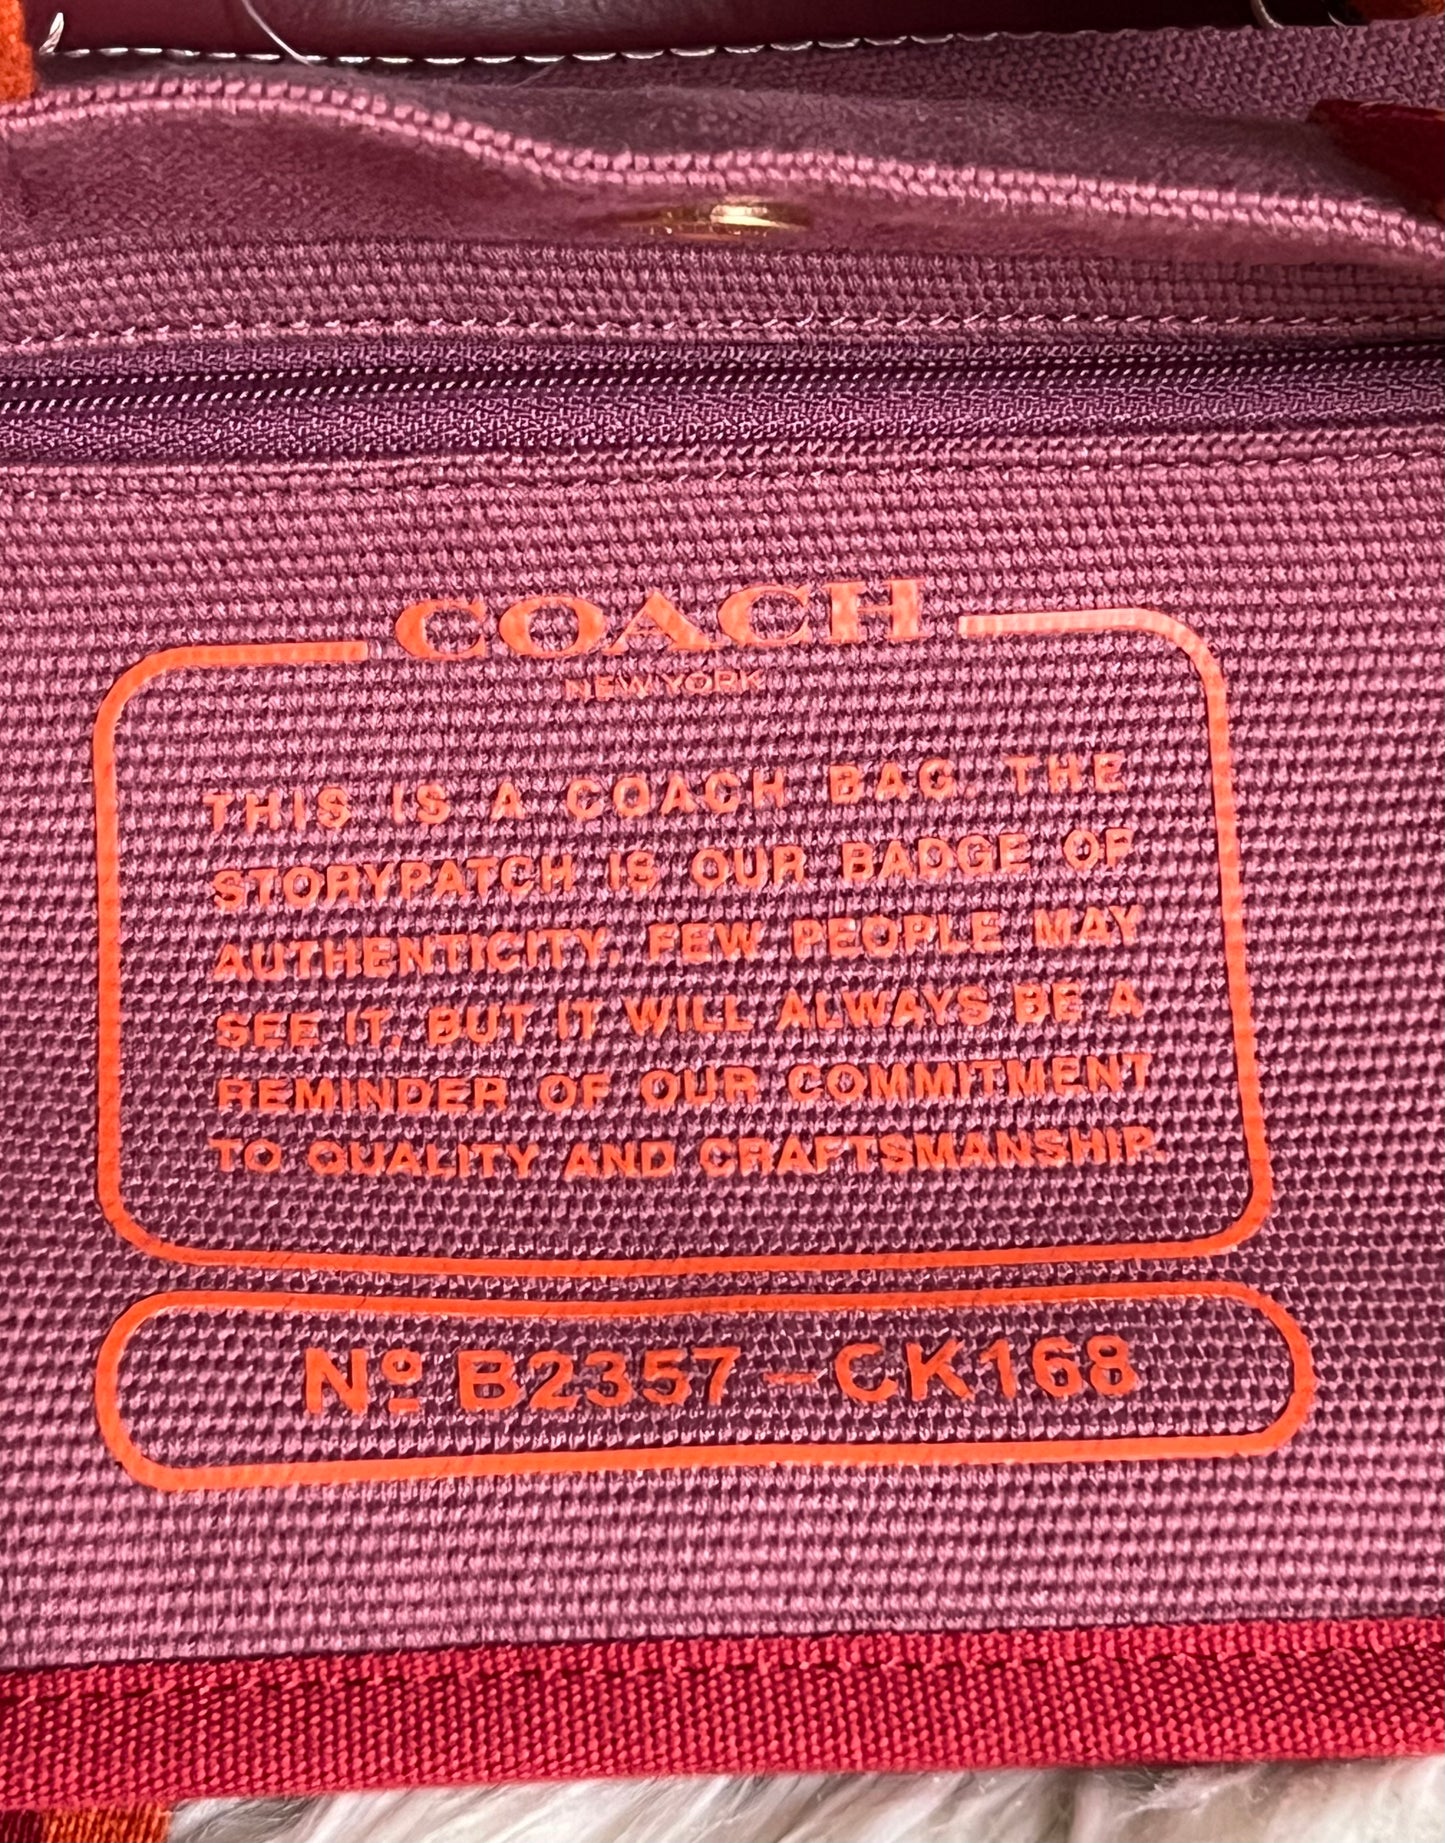 COACH
NEW YORK
THIS IS A COACH BAG. THE
STORYPATCH IS OUR BADGE OF
AUTHENTICITY. FEW PEOPLE MAY
SEE IT, BUT IT WILL ALWAYS BE A
REMINDER OF OUR COMMITMENT
TO QUALITY AND CRAFTSMANSHIP.
Nº B2357-CK168